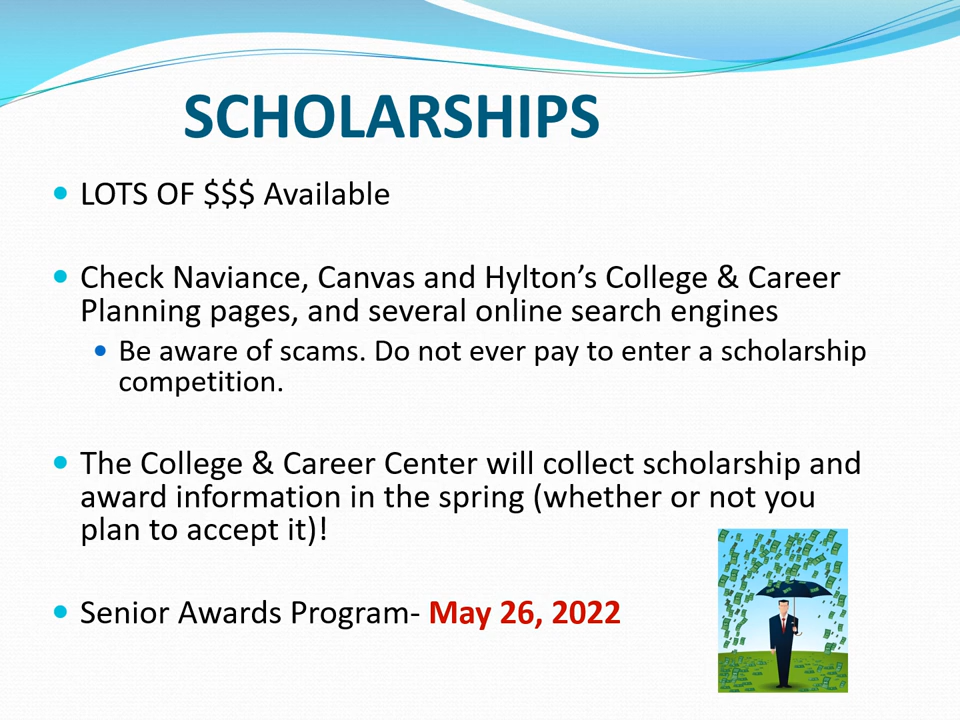 SCHOLARSHIPS
• LOTS OF $$$ Available
• Check Naviance, Canvas and Hylton’s College & Career
Planning pages, and several online search engines
• Be aware of scams. Do not ever pay to enter a scholarship
competition.
• The College & Career Center will collect scholarship and
award information in the spring (whether or not you
plan to accept it)!
• Senior Awards Program- May 26, 2022